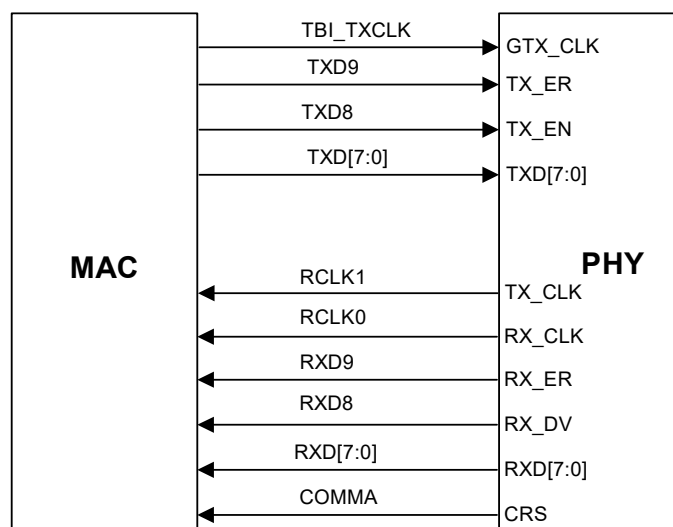 TBI_TXCLK
GTX_CLK
TXD9
TX_ER
TXD8
TX_EN
TXD[7:0]
TXD[7:0]
MAC
PHY
RCLK1
TX_CLK
RCLK0
RX_CLK
RXD9
RX_ER
RXD8
RX_DV
RXD[7:0]
RXD[7:0]
COMMA
CRS